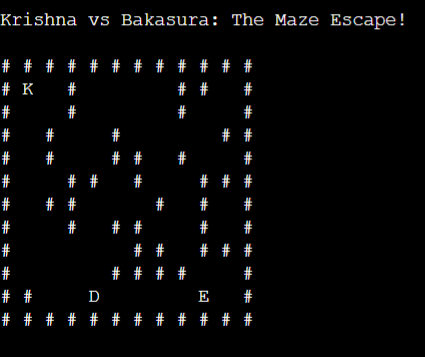 Krishna vs Bakasura: The Maze Escape!
# # # # # # # # # # # #
# K   #         # #   #
#     #         #     #
#   #     #         # #
#   #     # #   #     #
#     # #   #     # # #
#   # #       #   #   #
#     #   # #     #   #
#           # #   # # #
#         # # # #     #
# #     D         E   #
# # # # # # # # # # # #